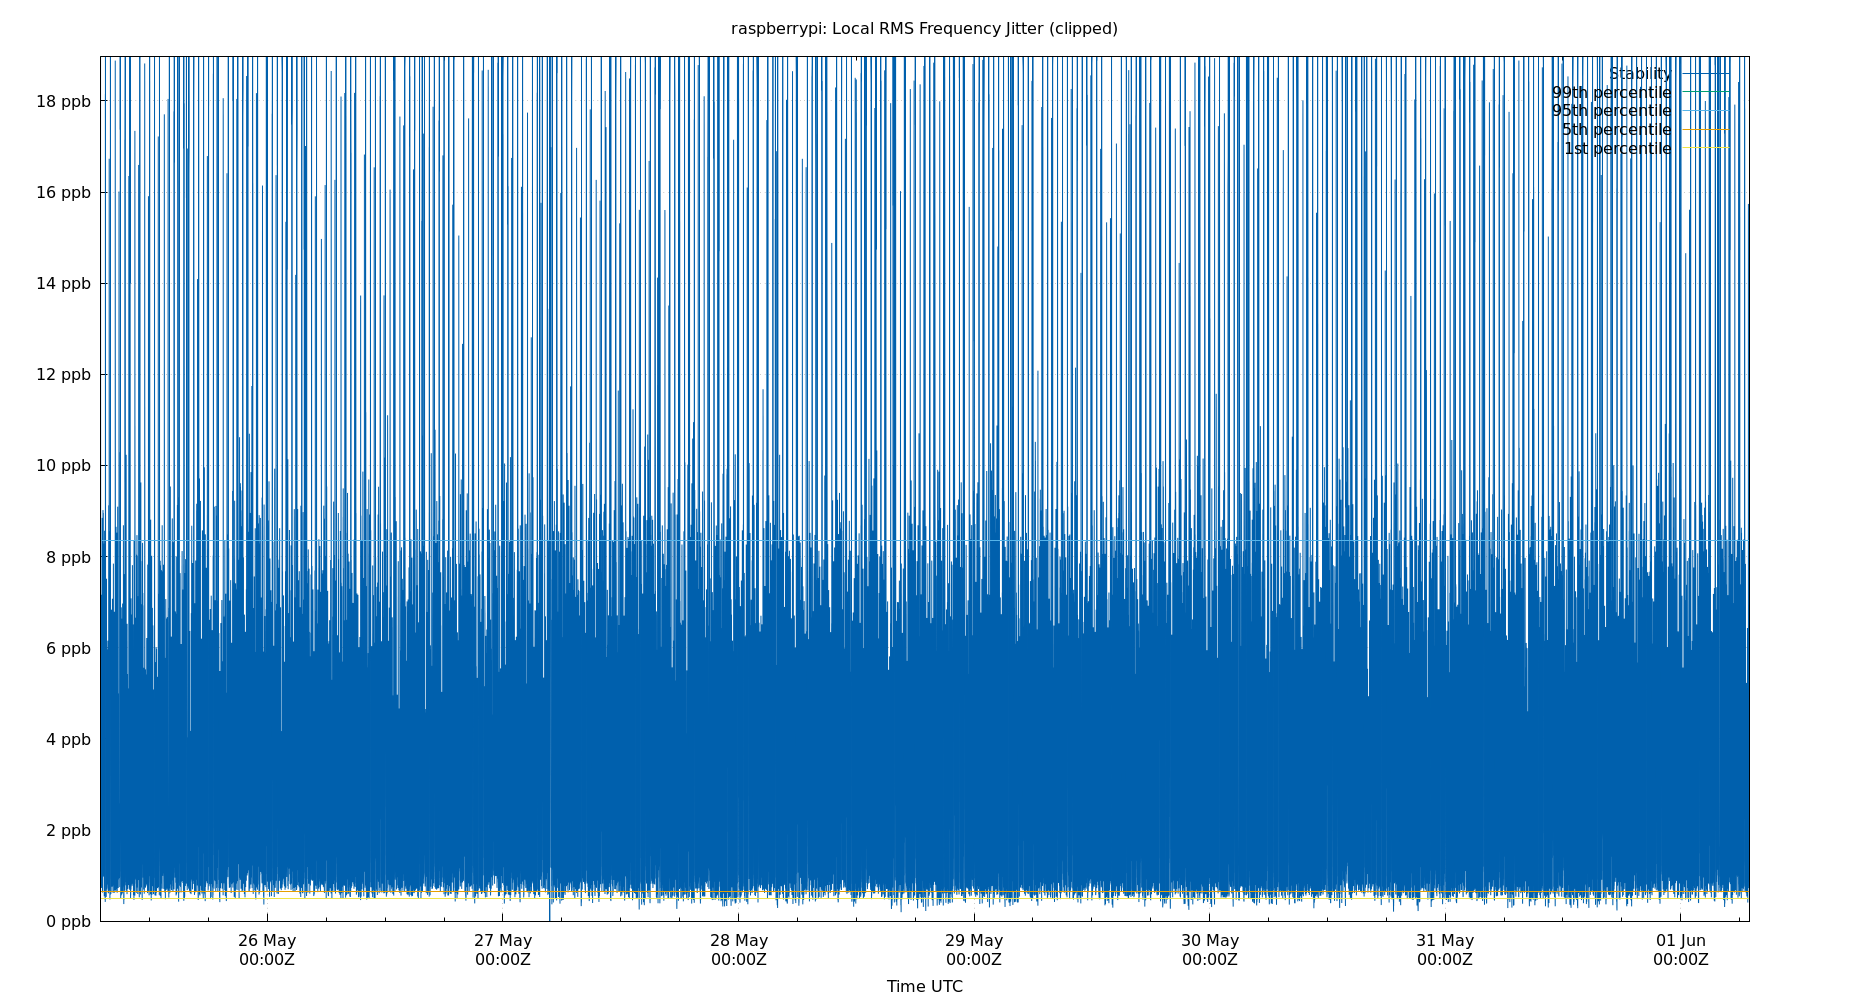 raspberrypi: Local RMS Frequency Jitter (clipped)
Stability
99th percentile
95th percentile
5th percentile
1st percentile
18 ppb
16 ppb
14 ppb
12 ppb
10 ppb
8 ppb
6 ppb
4 ppb
2 ppb
0 ppb
26 May 27 May 28 May 29 May 30 May 31 May 01 Jun
00:00Z 00:00Z 00:00Z 00:00Z 00:00Z 00:00Z 00:00Z
Time UTC